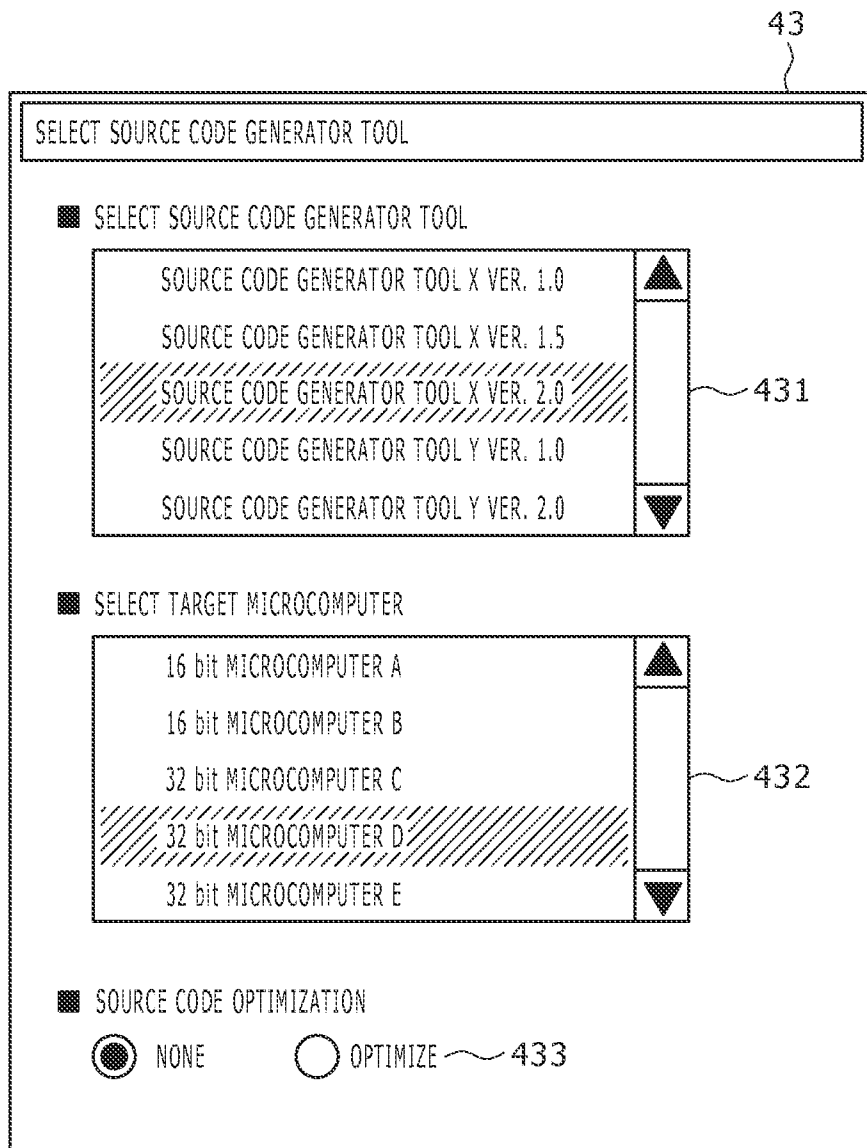 43
SELECT SOURCE CODE GENERATOR TOOL
SELECT SOURCE CODE GENERATOR TOOL
SOURCE CODE GENERATOR TOOL X VER. 1.0
SOURCE CODE GENERATOR TOOL X VER. 1.5
SOURCE CODE GENERATOR TOOL X VER. 2.0
431
SOURCE CODE GENERATOR TOOL Y VER. 1.0
SOURCE CODE GENERATOR TOOL Y VER. 2.0
SELECT TARGET MICROCOMPUTER
16 bit MICROCOMPUTER A
16 bit MICROCOMPUTER B
32 bit MICROCOMPUTER C
432
32 bit MICROCOMPUTER D
32 bit MICROCOMPUTER E
SOURCE CODE OPTIMIZATION
NONE OPTIMIZE 433